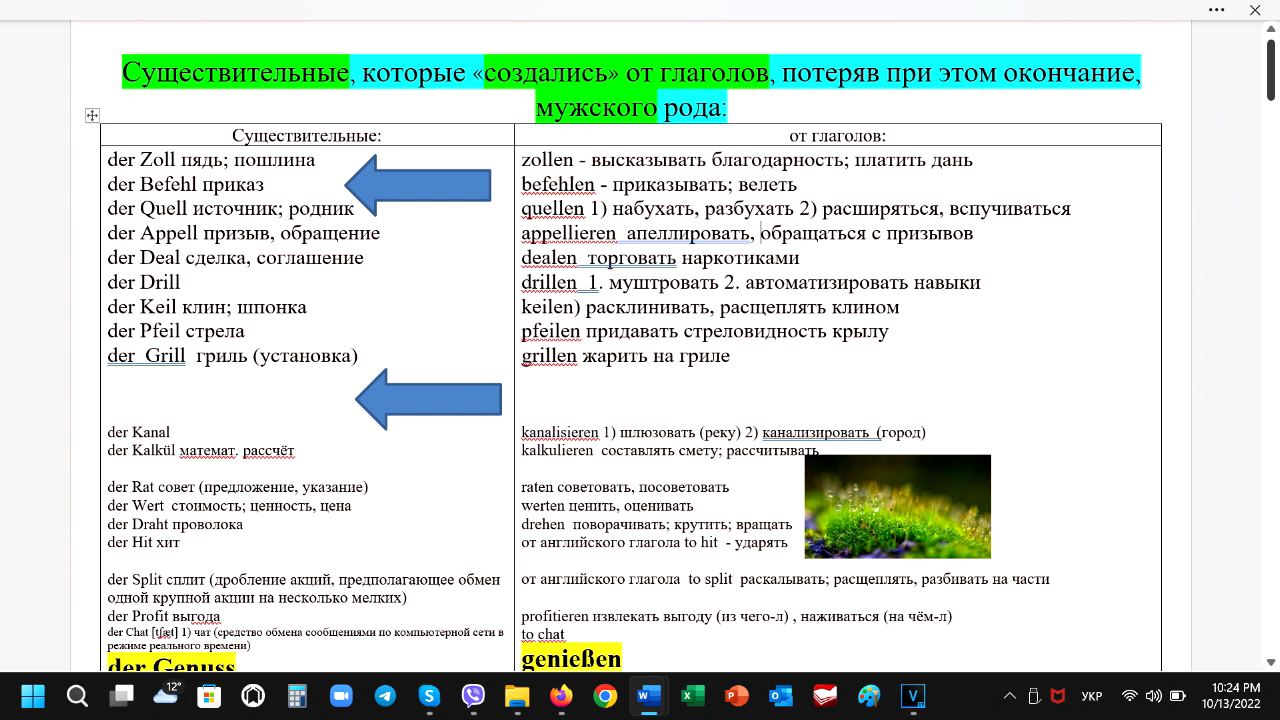 Существительные, которые «создались» от глаголов, потеряв при этом окончание,
мужского рода:
Существительные:
от глаголов:
der Zoll пядь; пошлина
zollen - высказывать благодарность; платить дань
der Befehl приказ
befehlen - приказывать; велеть
der Quell источник; родник
quellen 1) набухать, разбухать 2) расширяться, вспучиваться
der Appell призыв, обращение
appellieren апеллировать, обращаться с призывов
der Deal сделка, соглашение
dealen торговать наркотиками
der Drill
drillen 1. муштровать 2. автоматизировать навыки
der Keil клин; шпонка
keilen) расклинивать, расщеплять клином
der Pfeil стрела
pfeilen придавать стреловидность крылу
der Grill гриль (установка)
grillen жарить на гриле
der Kanal
kanalisieren 1) шлюзовать (реку) 2) канализировать (город)
der Kalkül математ. рассчёт
kalkulieren составлять смету; рассчитывать
der Rat совет (предложение, указание)
raten советовать, посоветовать
der Wert стоимость; ценность, цена
werten ценить, оценивать
der Draht проволока
drehen поворачивать; крутить; вращать
der Hit хит
от английского глагола to hit - ударять
der Split сплит (дробление акций, предполагающее обмен
одной крупной акции на несколько мелких)
от английского глагола to split раскалывать; расщеплять, разбивать на части
der Profit выгода
profitieren извлекать выгоду (из чего-л) , наживаться (на чём-л)
der Chat [tʃæt] 1) чат (средство обмена сообщениями по компьютерной сети в
режиме реального времени)
to chat
der Genuss
genießen
12°
УКР
10:24 PM
10/13/2022